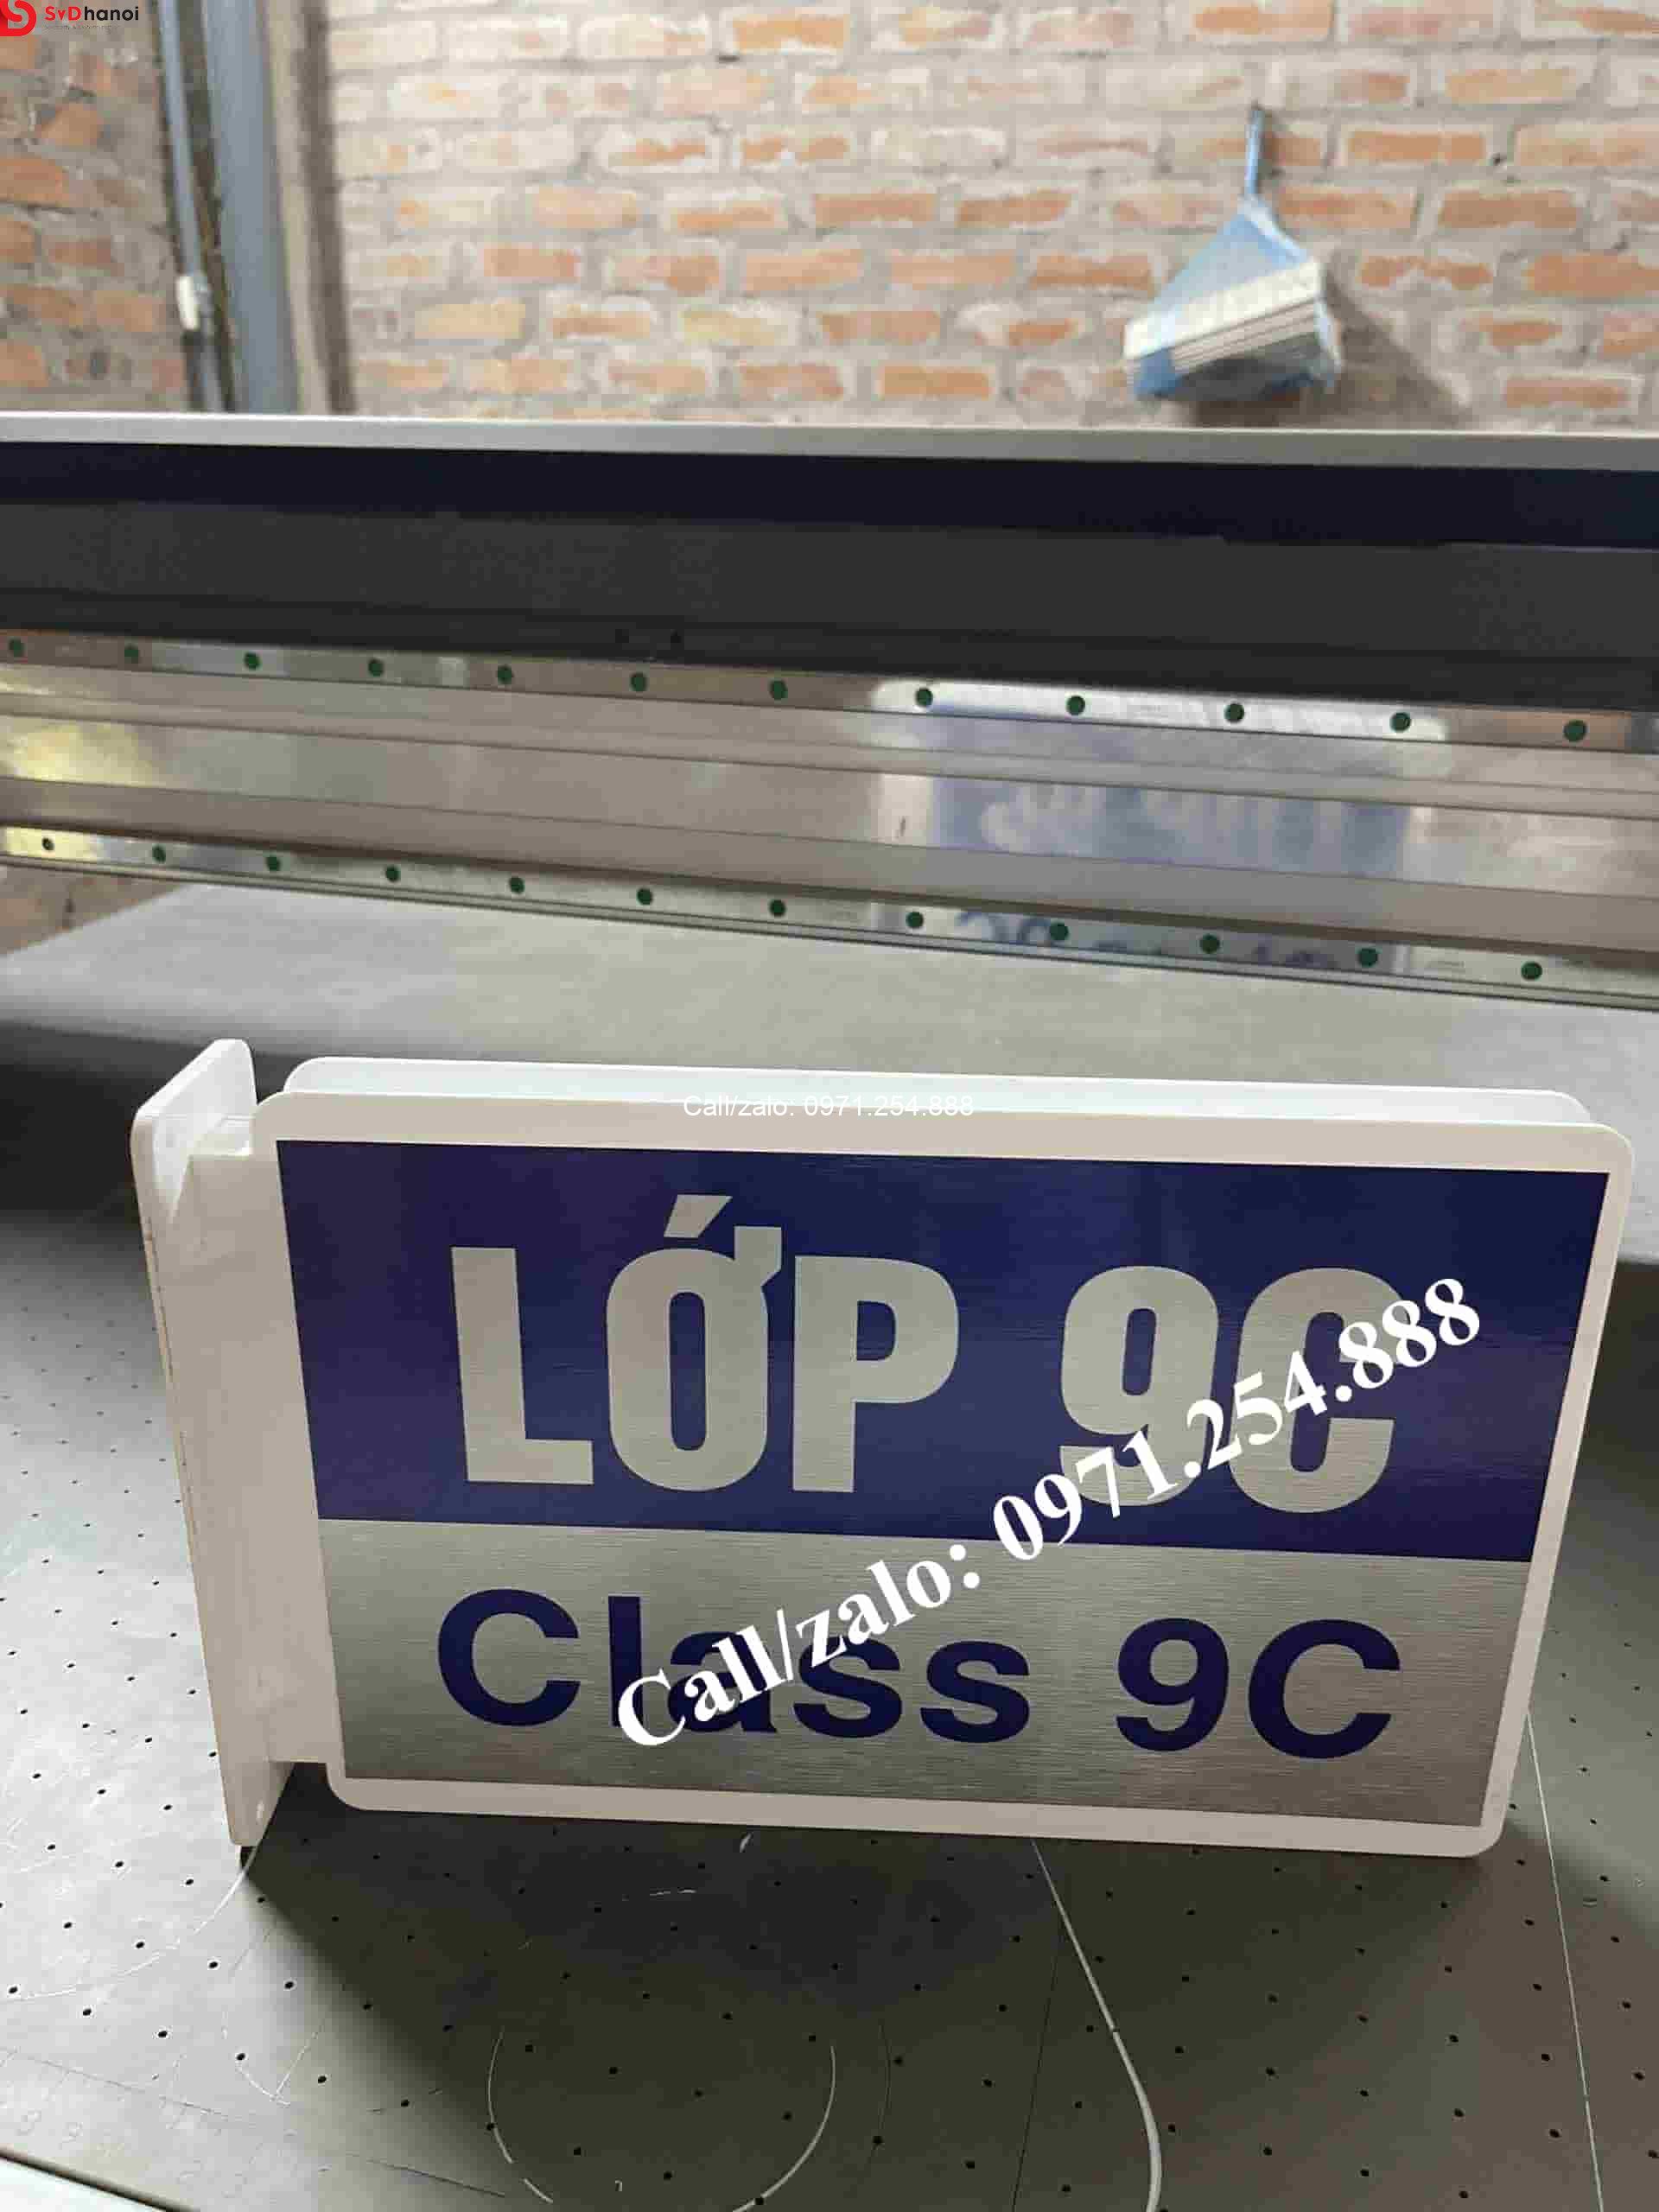 SvDhanoi
Call/zalo: 0971.254.888
LỚP 9C
Call/zalo: 0971.254.888
Class 9C